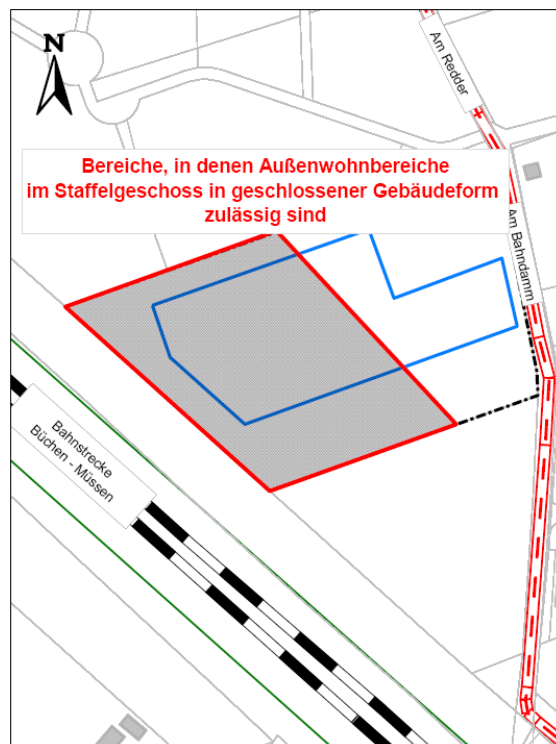 N
Am Redder
Bereiche, in denen Außenwohnbereiche
im Staffelgeschoss in geschlossener Gebäudeform
zulässig sind
Am Bahndamm
Bahnstrecke
Büchen - Müssen